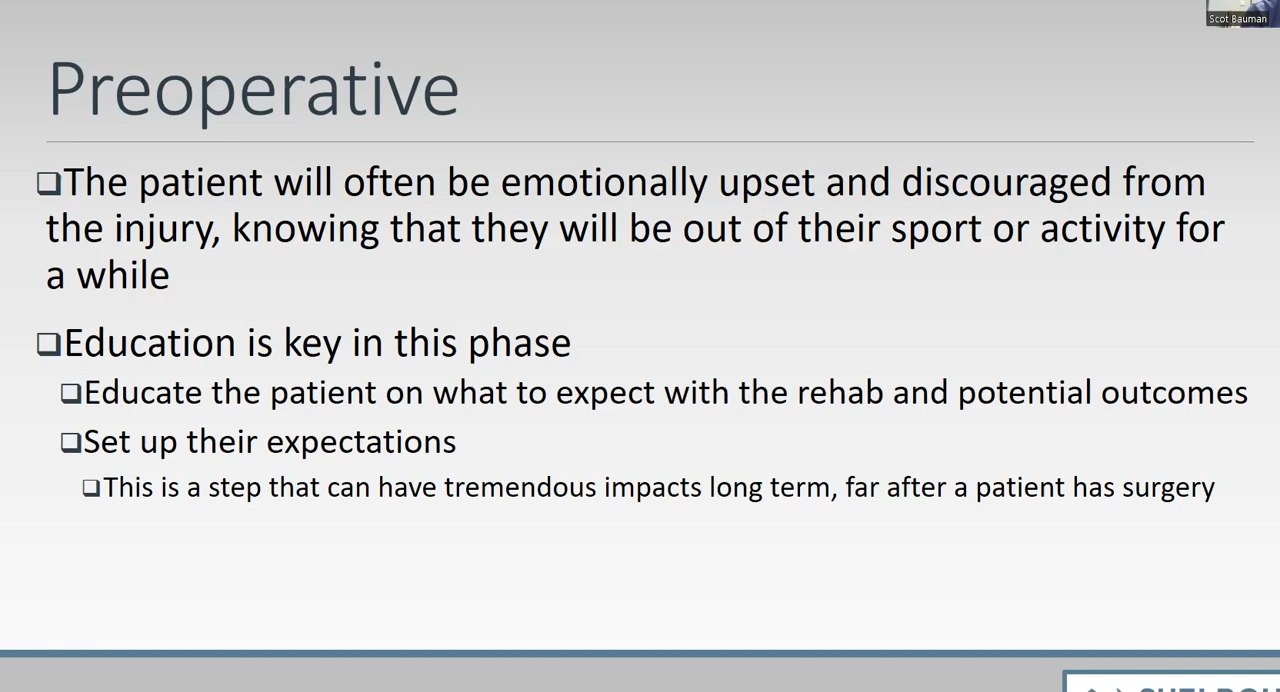 Scot Bauman
Preoperative
❑The patient will often be emotionally upset and discouraged from
the injury, knowing that they will be out of their sport or activity for
a while
❑Education is key in this phase
❑Educate the patient on what to expect with the rehab and potential outcomes
❑Set up their expectations
❑This is a step that can have tremendous impacts long term, far after a patient has surgery